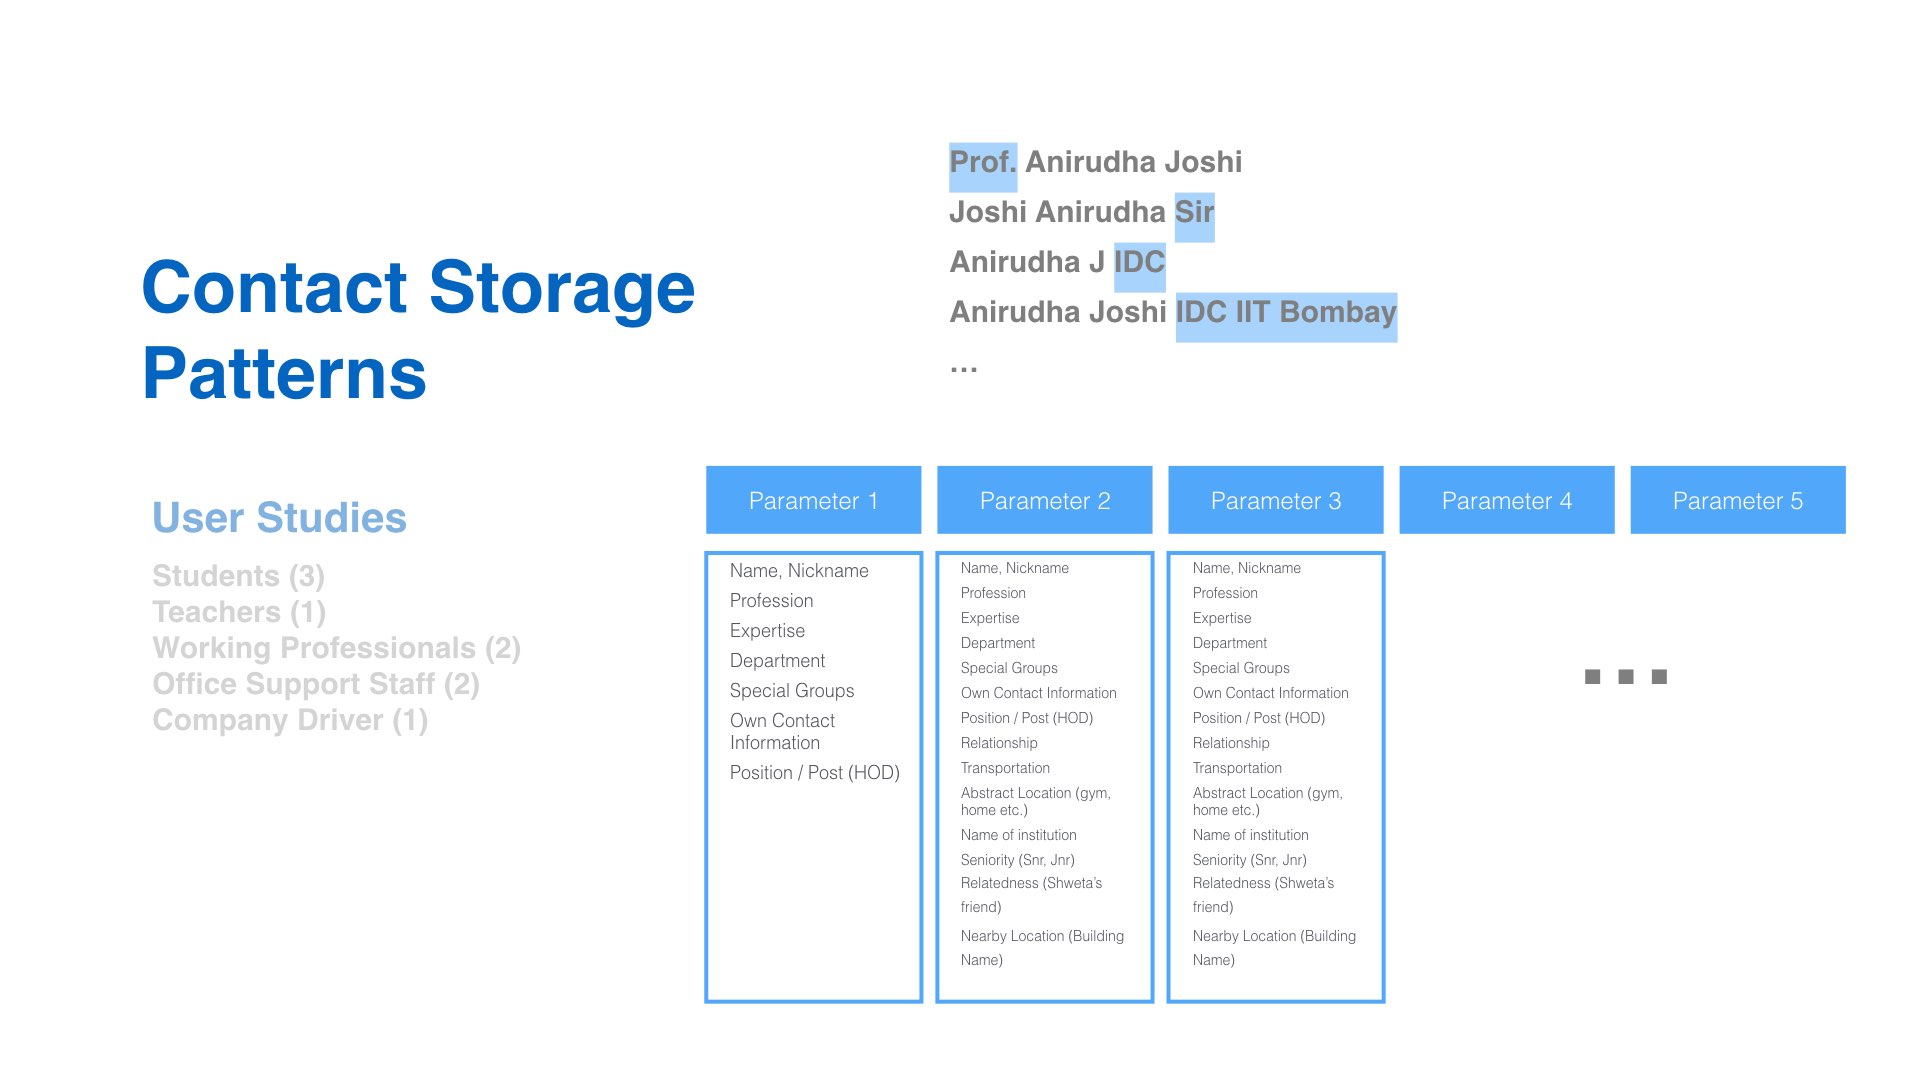 Contact Storage
Patterns
Prof. Anirudha Joshi
Joshi Anirudha Sir
Anirudha J IDC
Anirudha Joshi IDC IIT Bombay
...
User Studies
Students (3)
Teachers (1)
Working Professionals (2)
Office Support Staff (2)
Company Driver (1)
Parameter 1
Name, Nickname
Profession
Expertise
Department
Special Groups
Own Contact
Information
Position / Post (HOD)
Parameter 2
Name, Nickname
Profession
Expertise
Department
Special Groups
Own Contact Information
Position / Post (HOD)
Relationship
Transportation
Abstract Location (gym,
home etc.)
Name of institution
Seniority (Snr, Jnr)
Relatedness (Shweta's
friend)
Nearby Location (Building
Name)
Parameter 3
Name, Nickname
Profession
Expertise
Department
Special Groups
Own Contact Information
Position / Post (HOD)
Relationship
Transportation
Abstract Location (gym,
home etc.)
Name of institution
Seniority (Snr, Jnr)
Relatedness (Shweta's
friend)
Nearby Location (Building
Name)
Parameter 4
Parameter 5
...